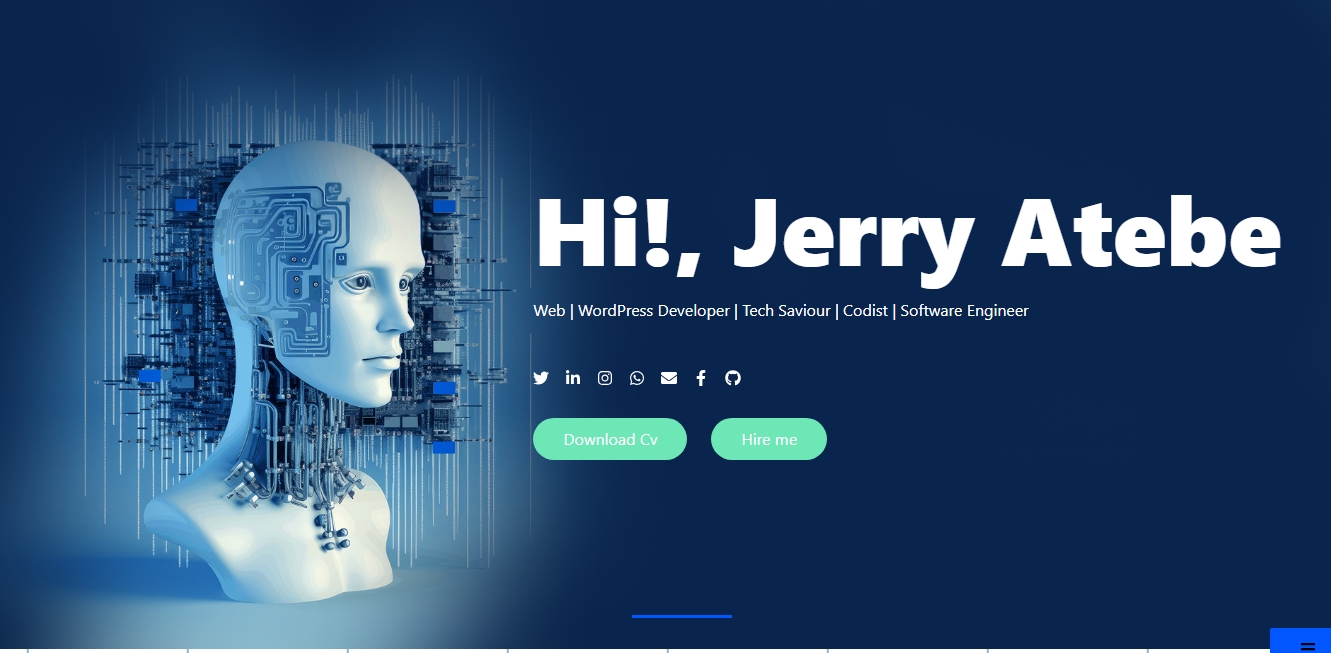 Hi!, Jerry Atebe
Web | WordPress Developer | Tech Saviour | Codist | Software Engineer
Download Cv
Hire me